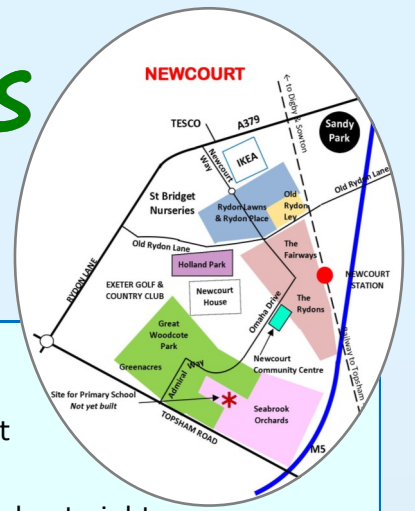 s
NEWCOURT
← to Digby & Sowton
TESCO
A379
Sandy
Park
Newcourt
Way
IKEA
St Bridget
Nurseries
Old
Rydon
Ley
Old Rydon Lane
Rydon Lawns
& Rydon Place
Old Rydon Lane
The
Fairways
Holland Park
RYDON LANE
EXETER GOLF &
COUNTRY CLUB
Newcourt
House
NEWCOURT
STATION
The
Rydons
Omaha Drive
Great
Woodcote
Park
Newcourt
Community Centre
Railway to Topsham
Greenacres
Admiral Way
Site for Primary School
Not yet built
Seabrook
Orchards
TOPSHAM ROAD
M5
t